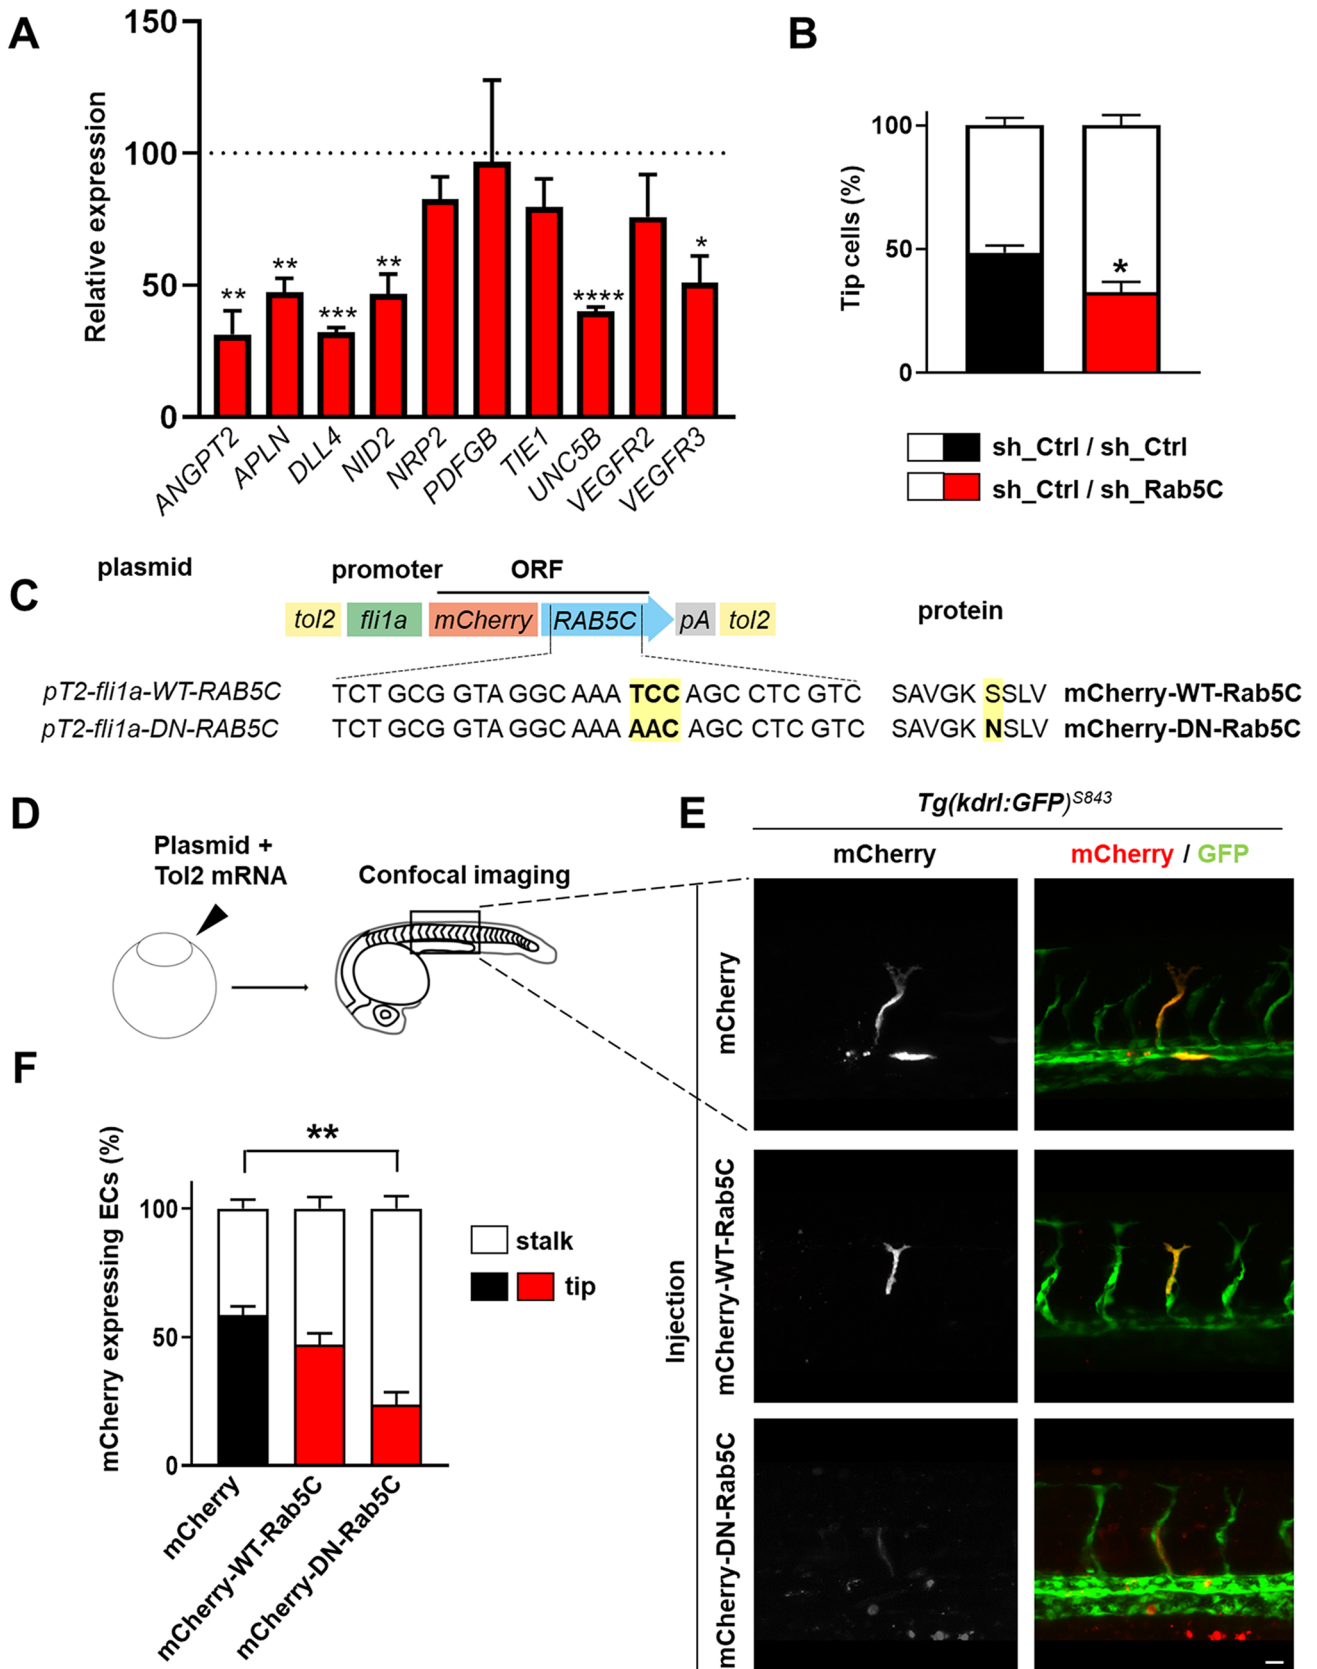 A
150
100
50
0
Relative expression
**
**
***
**
****
*
ANGPT2
APLN
DLL4
NID2
NRP2
PDFGB
TIE1
UNC5B
VEGFR2
VEGFR3
B
100
50
0
Tip cells (%)
*
sh_Ctrl / sh_Ctrl
sh_Ctrl / sh_Rab5C
C
plasmid promoter ORF
protein
tol2 fli1a mCherry RAB5C pA tol2
pT2-fli1a-WT-RAB5C TCT GCG GTA GGC AAA TCC AGC CTC GTC SAVGK SSLV mCherry-WT-Rab5C
pT2-fli1a-DN-RAB5C TCT GCG GTA GGC AAA AAC AGC CTC GTC SAVGK NSLV mCherry-DN-Rab5C
D
Plasmid +
Tol2 mRNA
Confocal imaging
E
Tg(kdrl:GFP)S843
mCherry
mCherry / GFP
Injection
mCherry
mCherry-WT-Rab5C
mCherry-DN-Rab5C
F
**
100
50
0
mCherry expressing ECs (%)
stalk
tip
mCherry
mCherry-WT-Rab5C
mCherry-DN-Rab5C